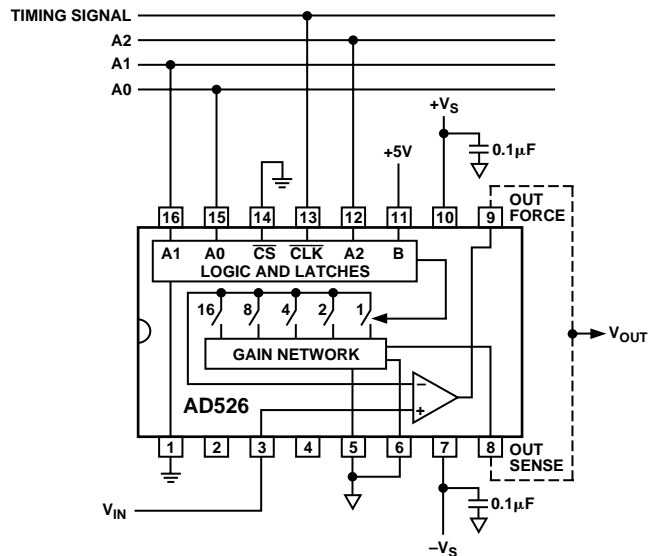 TIMING SIGNAL
A2
A1
A0
+VS
0.1µF
+5V
OUT
FORCE
16 15 14 13 12 11 10 9
A1 A0 CS CLK A2 B
LOGIC AND LATCHES
16 8 4 2 1
GAIN NETWORK
VOUT
AD526
−
+
1 2 3 4 5 6 7 8
OUT
SENSE
VIN
0.1µF
−VS